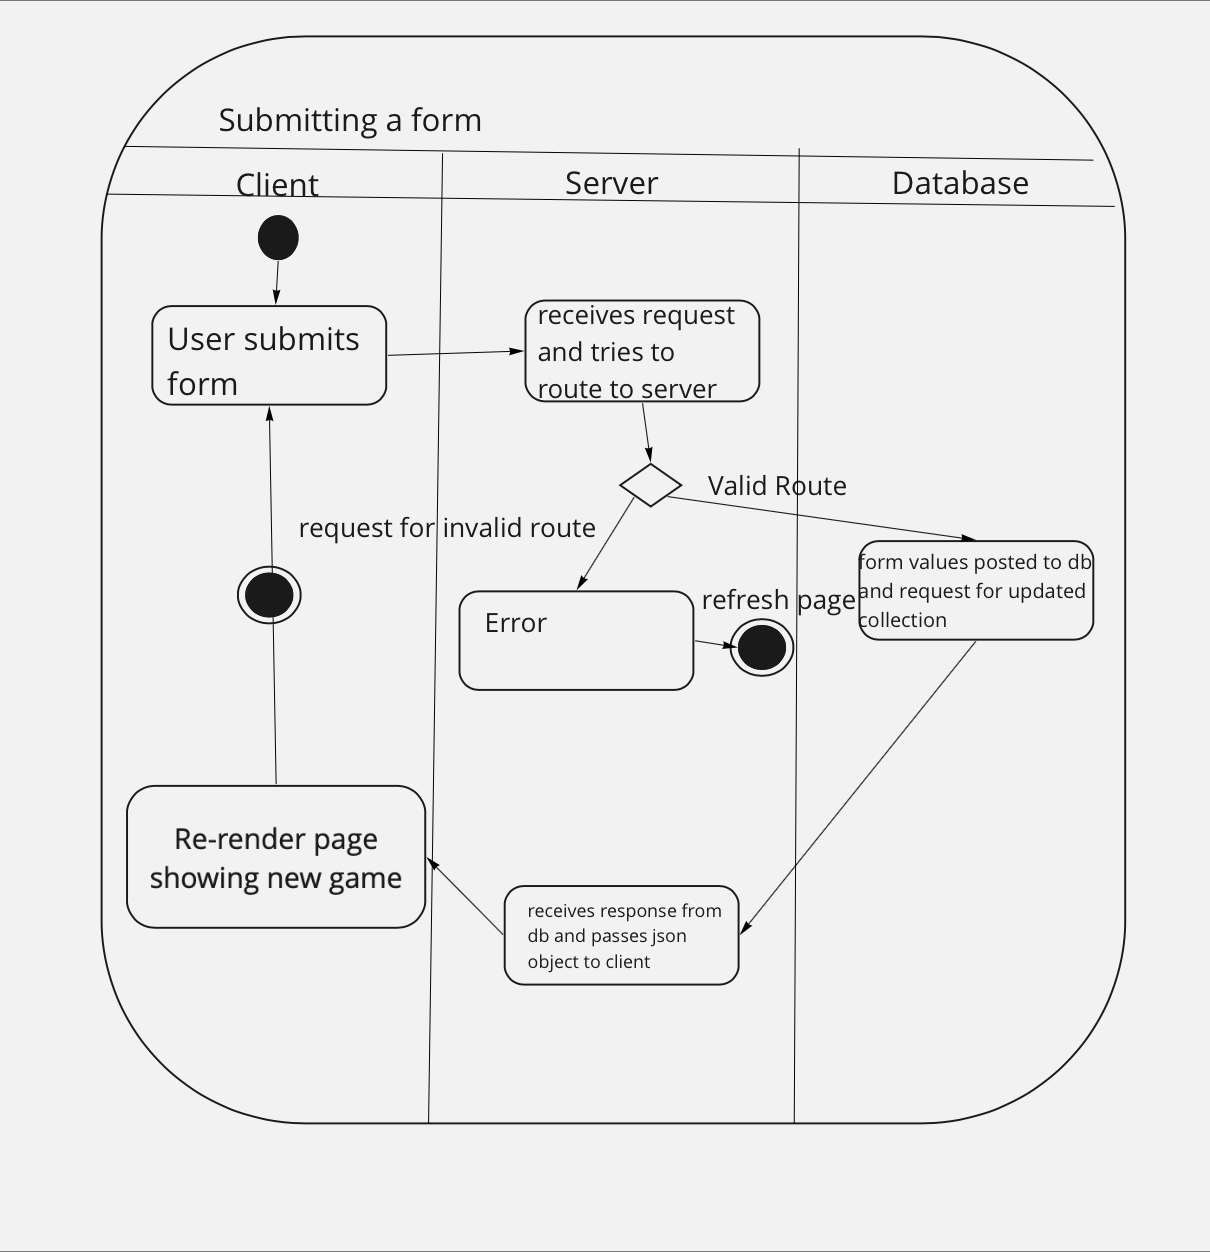 Submitting a form
Client
Server
Database
User submits
form
receives request
and tries to
route to server
Valid Route
request for invalid route
form values posted to db
and request for updated
collection
Error
refresh page
Re-render page
showing new game
receives response from
db and passes json
object to client